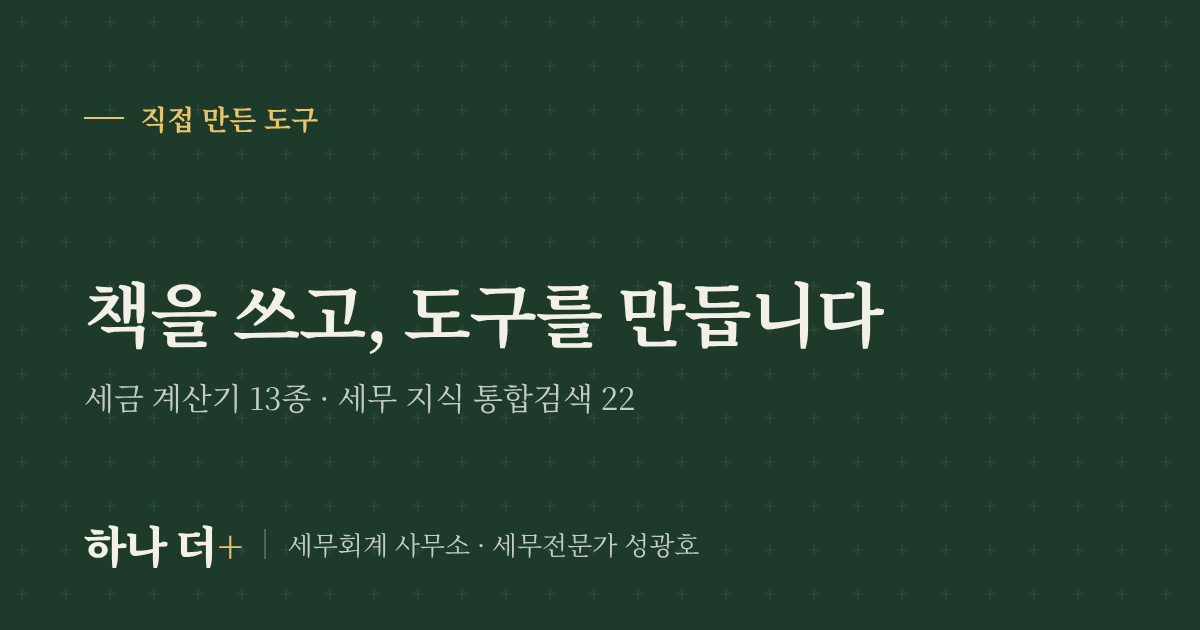 직접 만든 도구
책을 쓰고, 도구를 만듭니다
세금 계산기 13종 · 세무 지식 통합검색 22
하나 더+ | 세무회계 사무소 · 세무전문가 성광호